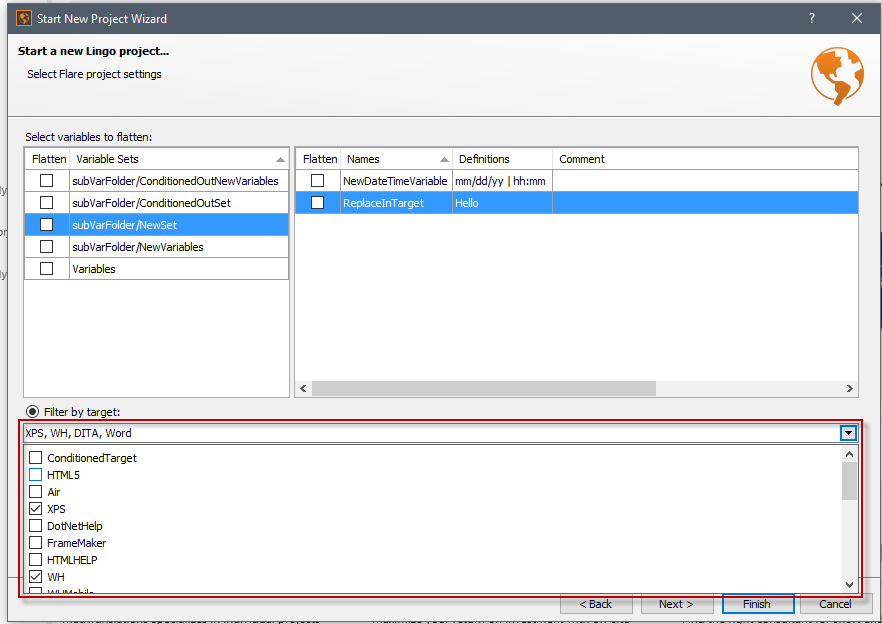 Start New Project Wizard
?
Start a new Lingo project...
Select Flare project settings
Select variables to flatten:
Flatten Variable Sets
subVarFolder/ConditionedOutNewVariables
subVarFolder/ConditionedOutSet
subVarFolder/NewSet
subVarFolder/NewVariables
Variables
Flatten Names Definitions Comment
NewDateTimeVariable mm/dd/yy | hh:mm
ReplaceInTarget Hello
Filter by target:
XPS, WH, DITA, Word
ConditionedTarget
HTML5
Air
XPS
DotNetHelp
FrameMaker
HTMLHELP
WH
WHMobile
< Back Next > Finish Cancel